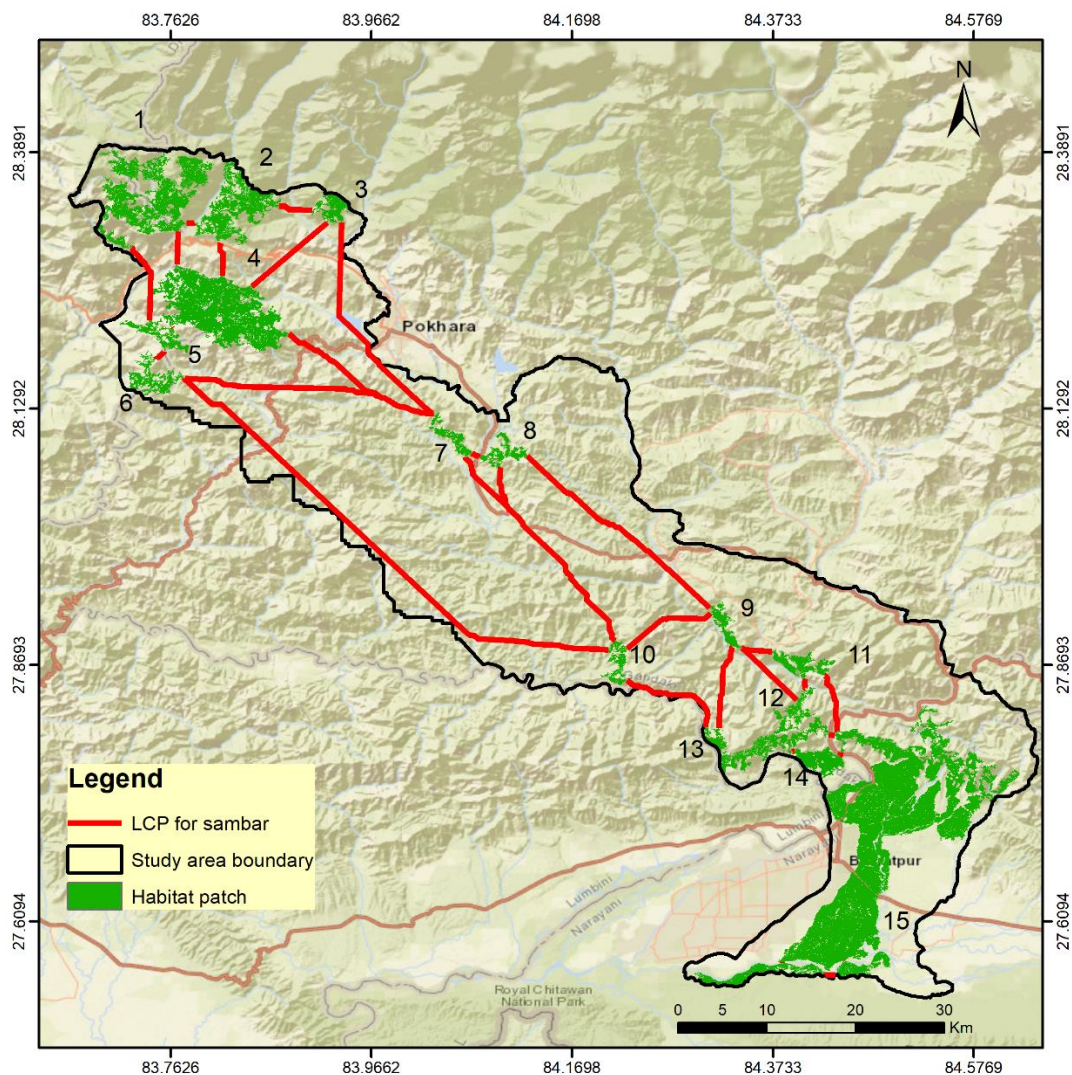 83.7626 83.9662 84.1698 84.3733 84.5769
N
28.3891 28.3891
1
2
3
4
Pokhara
5
6
28.1292 28.1292
7
8
9
10
27.8693 27.8693
11
12
13
14
Legend
LCP for sambar
Study area boundary
Habitat patch
Lumbini
Narayani
Lumbini
Narayani
15
27.6094 27.6094
Royal Chitawan
National Park
0 5 10 20 30
Km
83.7626 83.9662 84.1698 84.3733 84.5769